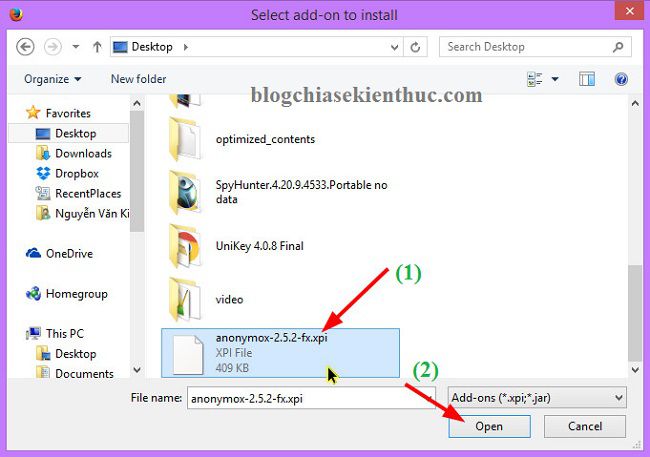 Select add-on to install
Desktop
Search Desktop
Organize
New folder
blogchiasekienthuc.com
Favorites
Desktop
Downloads
Dropbox
RecentPlaces
Nguyễn Văn Ki
OneDrive
Homegroup
This PC
Desktop
Documents
optimized_contents
SpyHunter.4.20.9.4533.Portable no
data
UniKey 4.0.8 Final
video
(1)
anonymox-2.5.2-fx.xpi
XPI File
409 KB
(2)
File name:
anonymox-2.5.2-fx.xpi
Add-ons (*.xpi;*.jar)
Open
Cancel